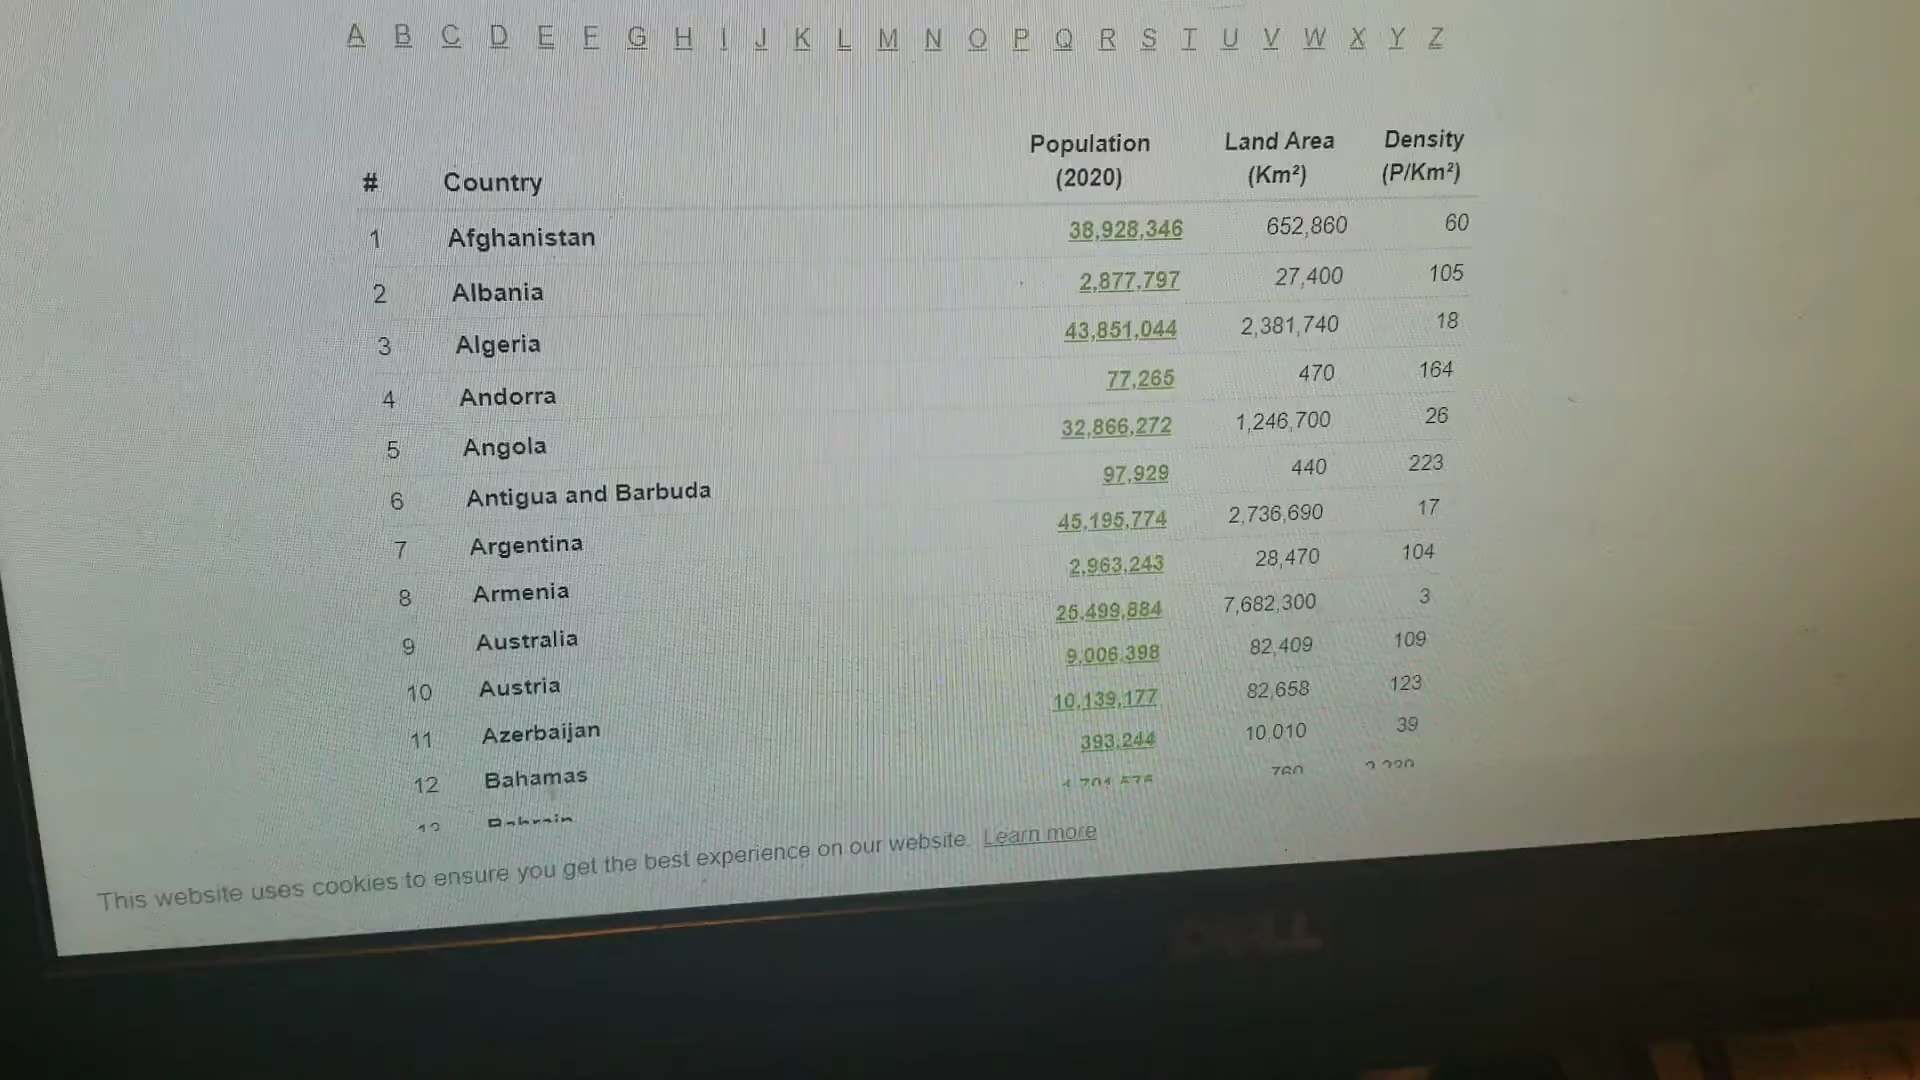 A B C D E F G H I J K L M N O P Q R S T U V W X Y Z
# Country Population (2020) Land Area (Km²) Density (P/Km²)
1 Afghanistan 38,928,346 652,860 60
2 Albania 2,877,797 27,400 105
3 Algeria 43,851,044 2,381,740 18
4 Andorra 77,265 470 164
5 Angola 32,866,272 1,246,700 26
6 Antigua and Barbuda 97,929 440 223
7 Argentina 45,195,774 2,736,690 17
8 Armenia 2,963,243 28,470 104
9 Australia 25,499,884 7,682,300 3
10 Austria 9,006,398 82,409 109
11 Azerbaijan 10,139,177 82,658 123
12 Bahamas 393,244 10,010 39
Bahrain
This website uses cookies to ensure you get the best experience on our website. Learn more
DELL